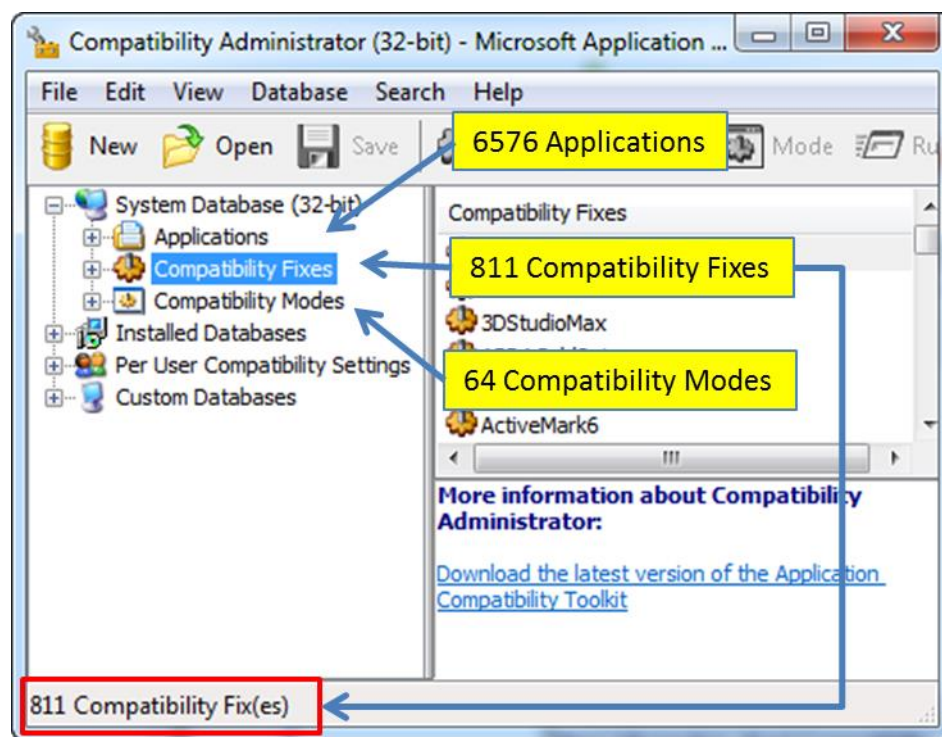 Compatibility Administrator (32-bit) - Microsoft Application ...
File Edit View Database Search Help
New Open Save 6576 Applications Mode Ru
System Database (32-bit)
Compatibility Fixes
Applications
Compatibility Fixes
811 Compatibility Fixes
Compatibility Modes
3DStudioMax
Installed Databases
Per User Compatibility Settings
64 Compatibility Modes
Custom Databases
ActiveMark6
More information about Compatibility
Administrator:
Download the latest version of the Application
Compatibility Toolkit
811 Compatibility Fix(es)